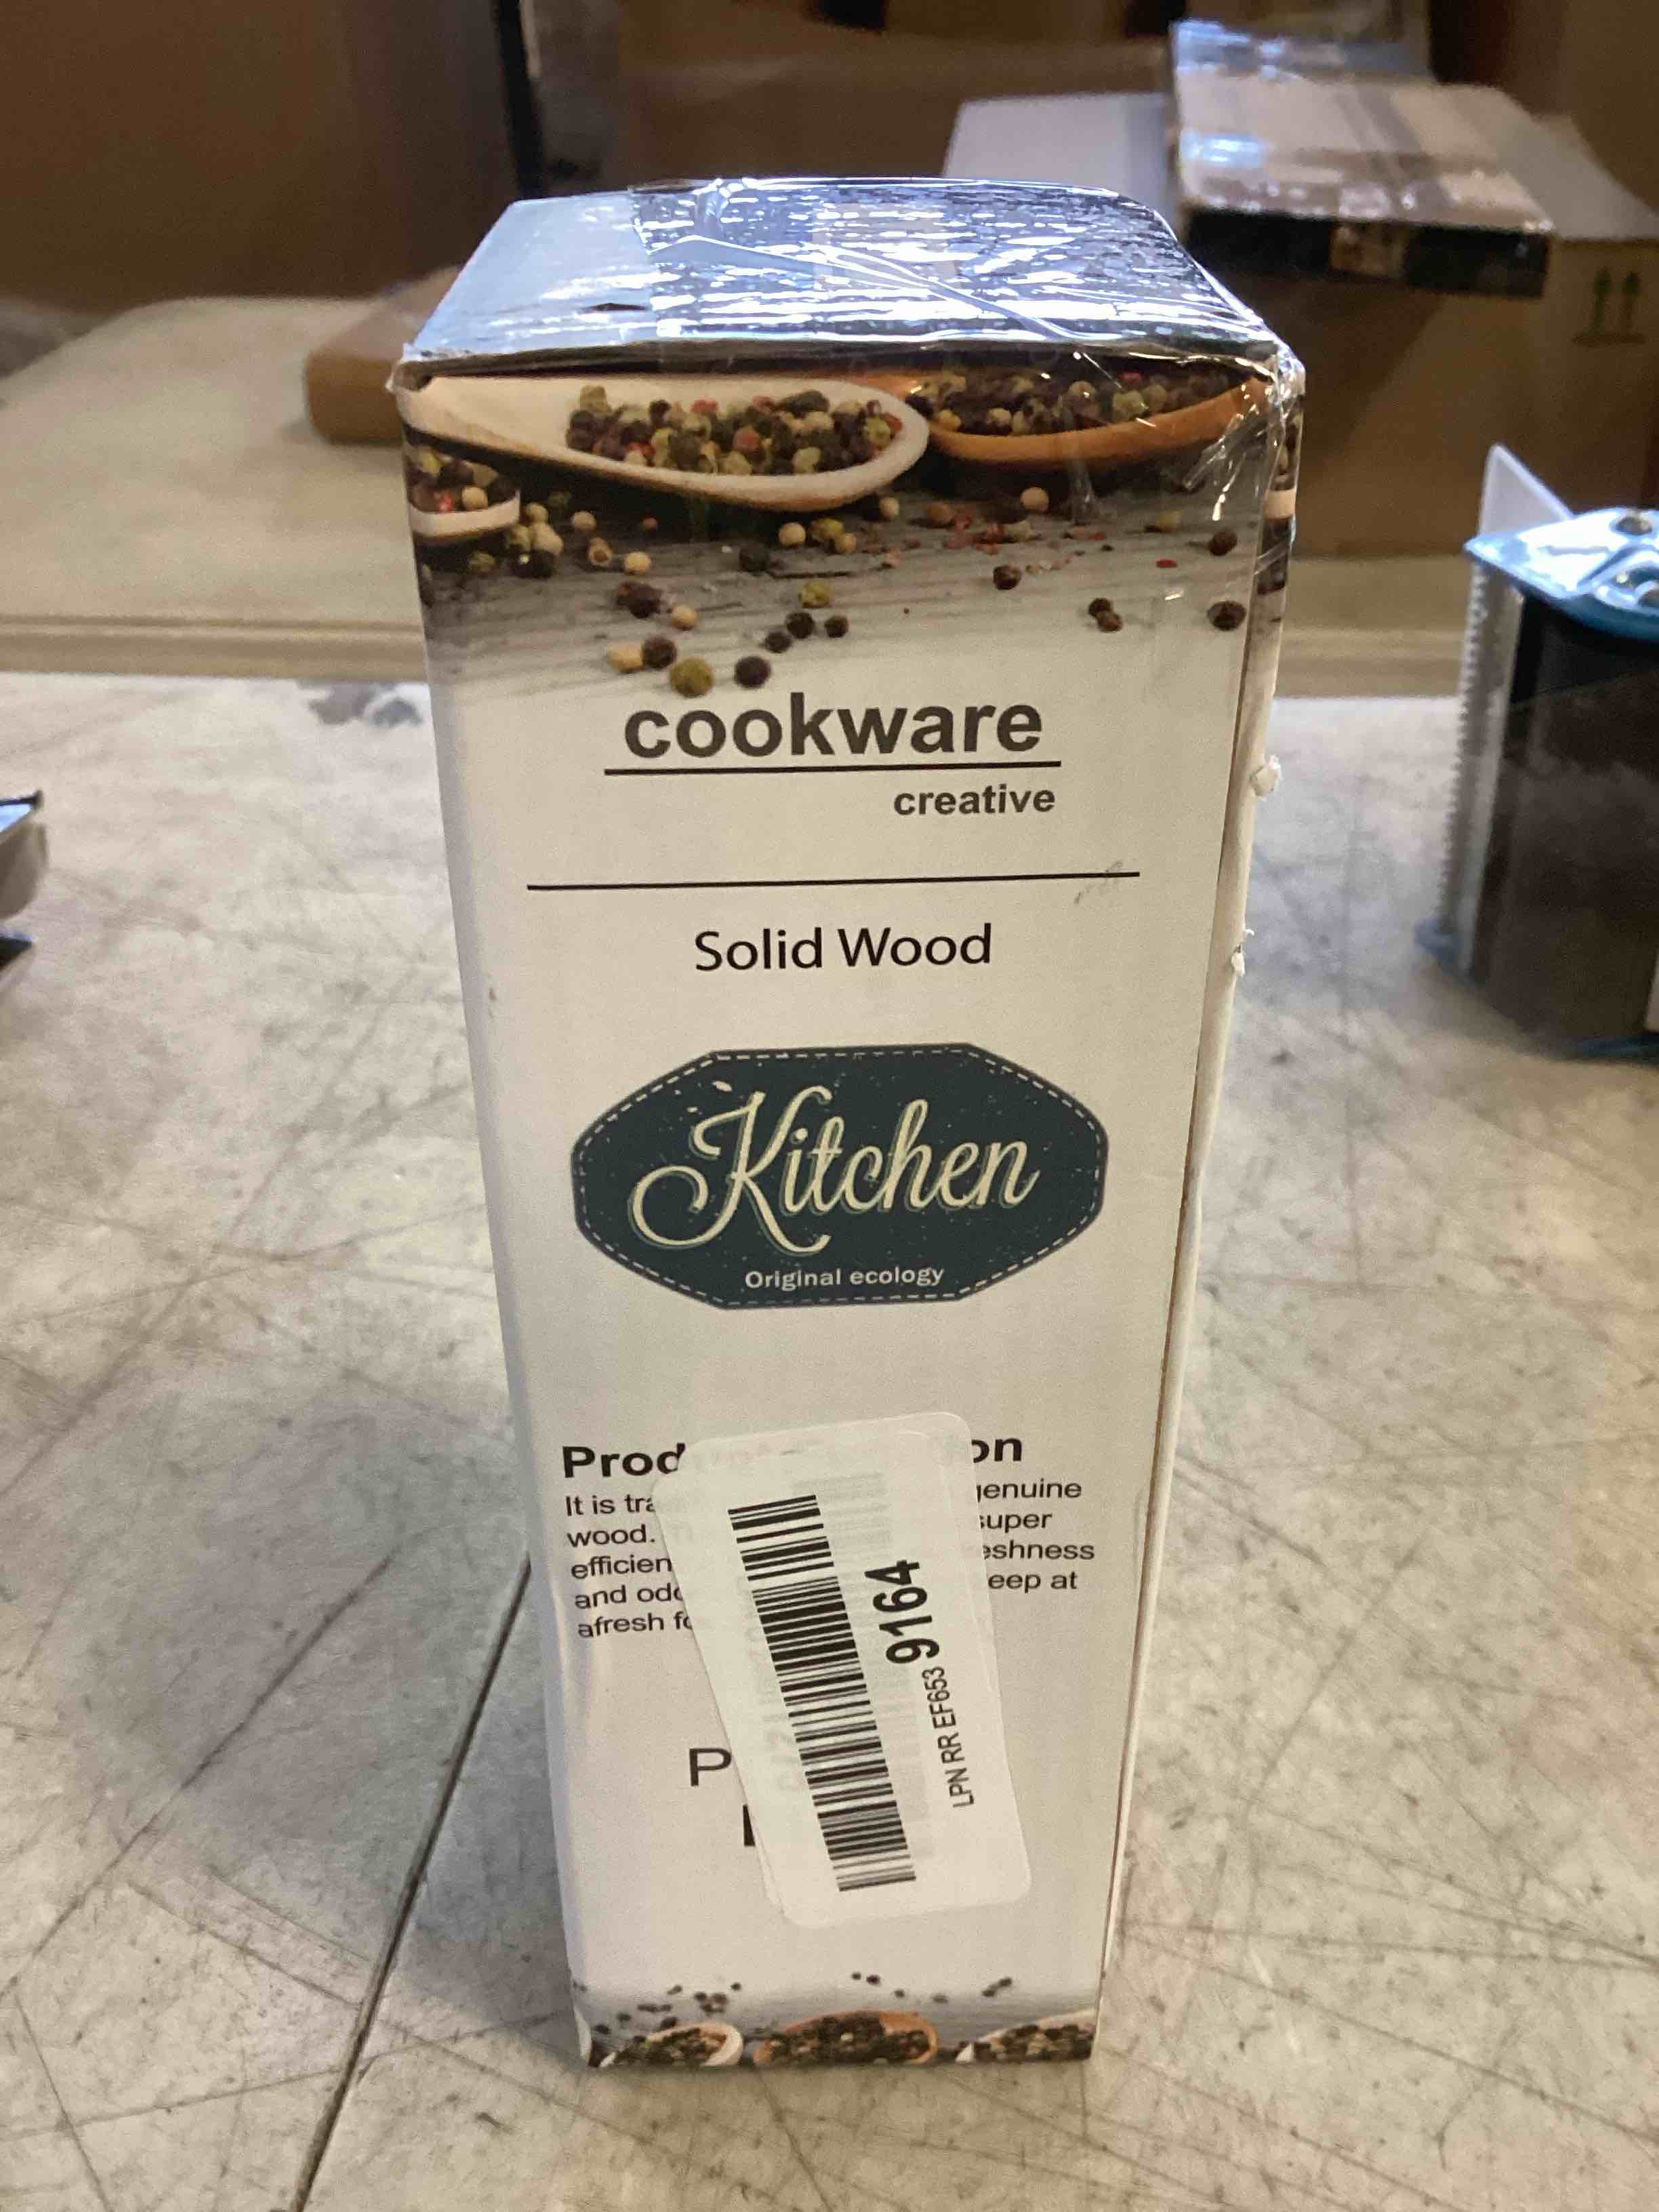 cookware
creative
Solid Wood
Kitchen
Original ecology
Prod on
It is tra genuine
wood. super
efficien eshness
and odo eep at
afresh fo
P
LPN RR EF653 9164